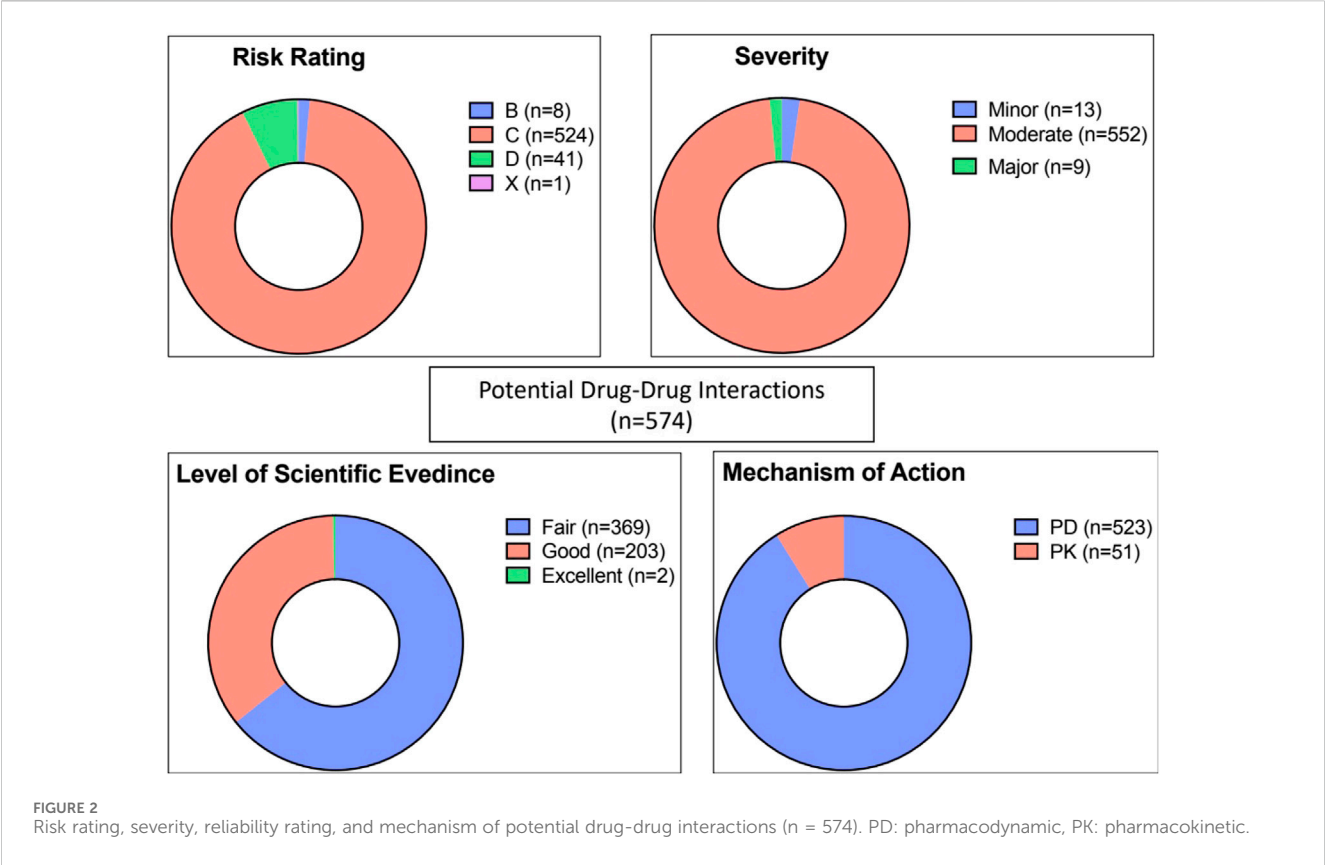 Risk Rating
B (n=8)
C (n=524)
D (n=41)
X (n=1)
Severity
Minor (n=13)
Moderate (n=552)
Major (n=9)
Potential Drug-Drug Interactions
(n=574)
Level of Scientific Evedince
Fair (n=369)
Good (n=203)
Excellent (n=2)
Mechanism of Action
PD (n=523)
PK (n=51)
FIGURE 2
Risk rating, severity, reliability rating, and mechanism of potential drug-drug interactions (n = 574). PD: pharmacodynamic, PK: pharmacokinetic.